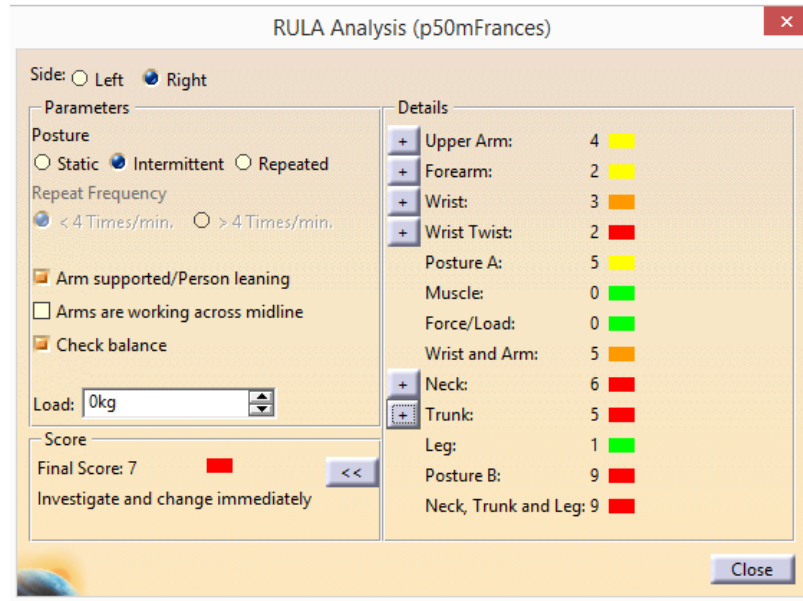 RULA Analysis (p50mFrances)
Side: Left Right
Parameters
Posture
Static Intermittent Repeated
Repeat Frequency
< 4 Times/min. > 4 Times/min.
Arm supported/Person leaning
Arms are working across midline
Check balance
Load: 0kg
Score
Final Score: 7
<<
Investigate and change immediately
Details
+ Upper Arm: 4
+ Forearm: 2
+ Wrist: 3
+ Wrist Twist: 2
Posture A: 5
Muscle: 0
Force/Load: 0
Wrist and Arm: 5
+ Neck: 6
+ Trunk: 5
Leg: 1
Posture B: 9
Neck, Trunk and Leg: 9
Close